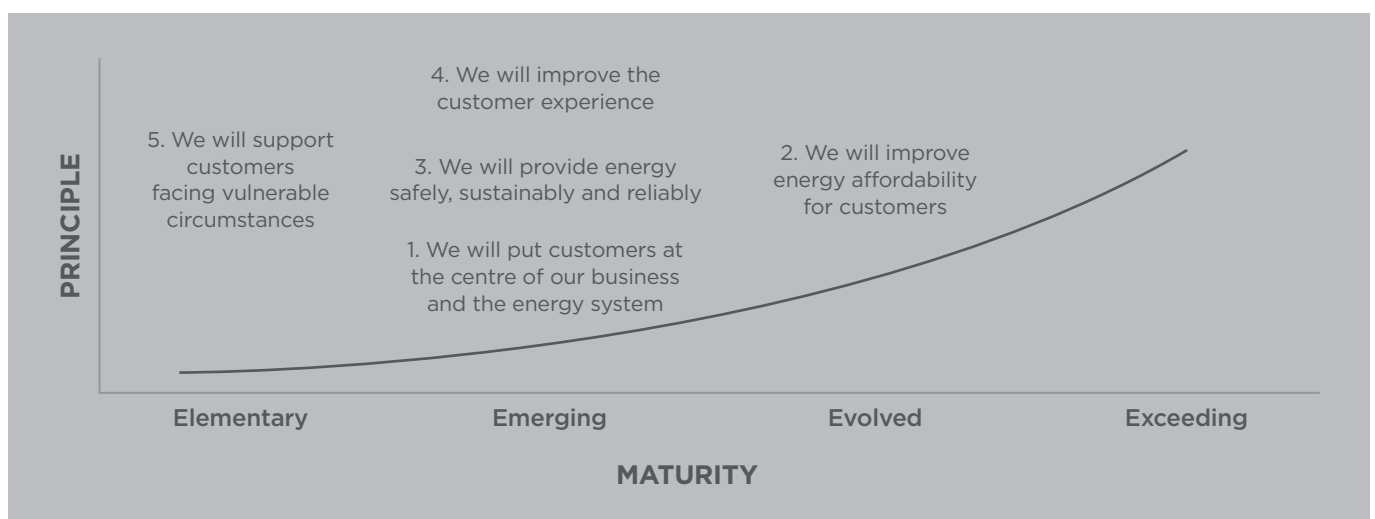 PRINCIPLE
5. We will support
customers
facing vulnerable
circumstances
4. We will improve the
customer experience
3. We will provide energy
safely, sustainably and reliably
1. We will put customers at
the centre of our business
and the energy system
2. We will improve
energy affordability
for customers
Elementary
Emerging
Evolved
Exceeding
MATURITY